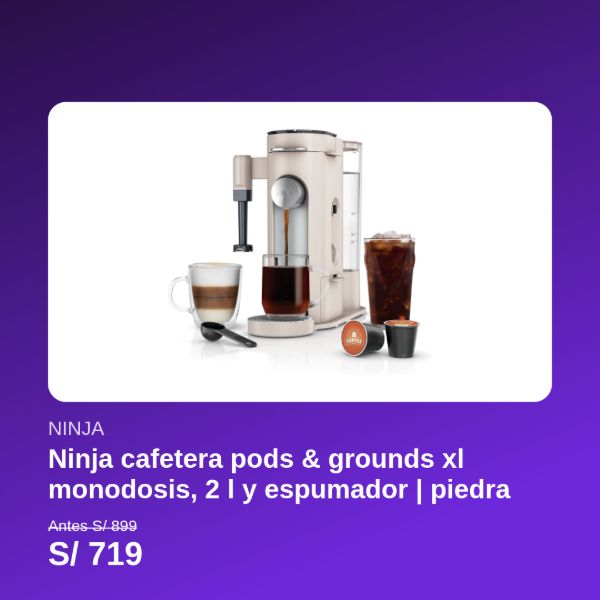 NINJA
Ninja cafetera pods & grounds xl
monodosis, 2 l y espumador | piedra
Antes S/ 899
S/ 719